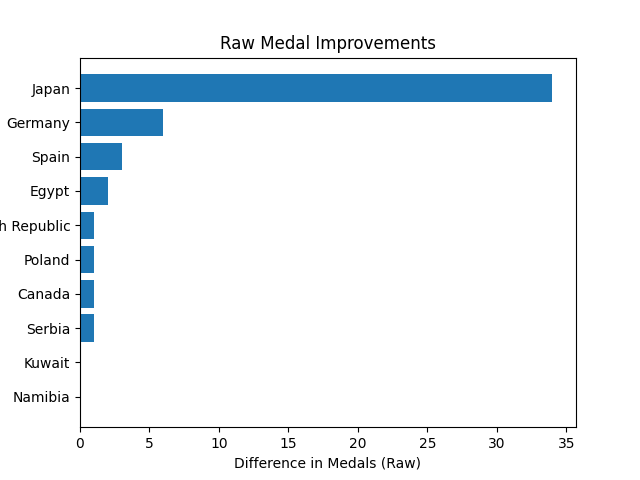 Raw Medal Improvements
Japan
Germany
Spain
Egypt
h Republic
Poland
Canada
Serbia
Kuwait
Namibia
0 5 10 15 20 25 30 35
Difference in Medals (Raw)